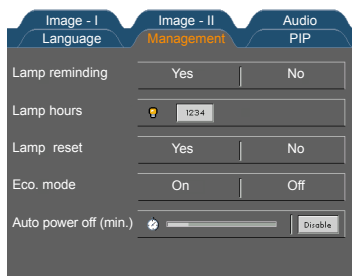 Image - I Image - II Audio
Language Management PIP
Lamp reminding Yes No
Lamp hours 1234
Lamp reset Yes No
Eco. mode On Off
Auto power off (min.) Disable